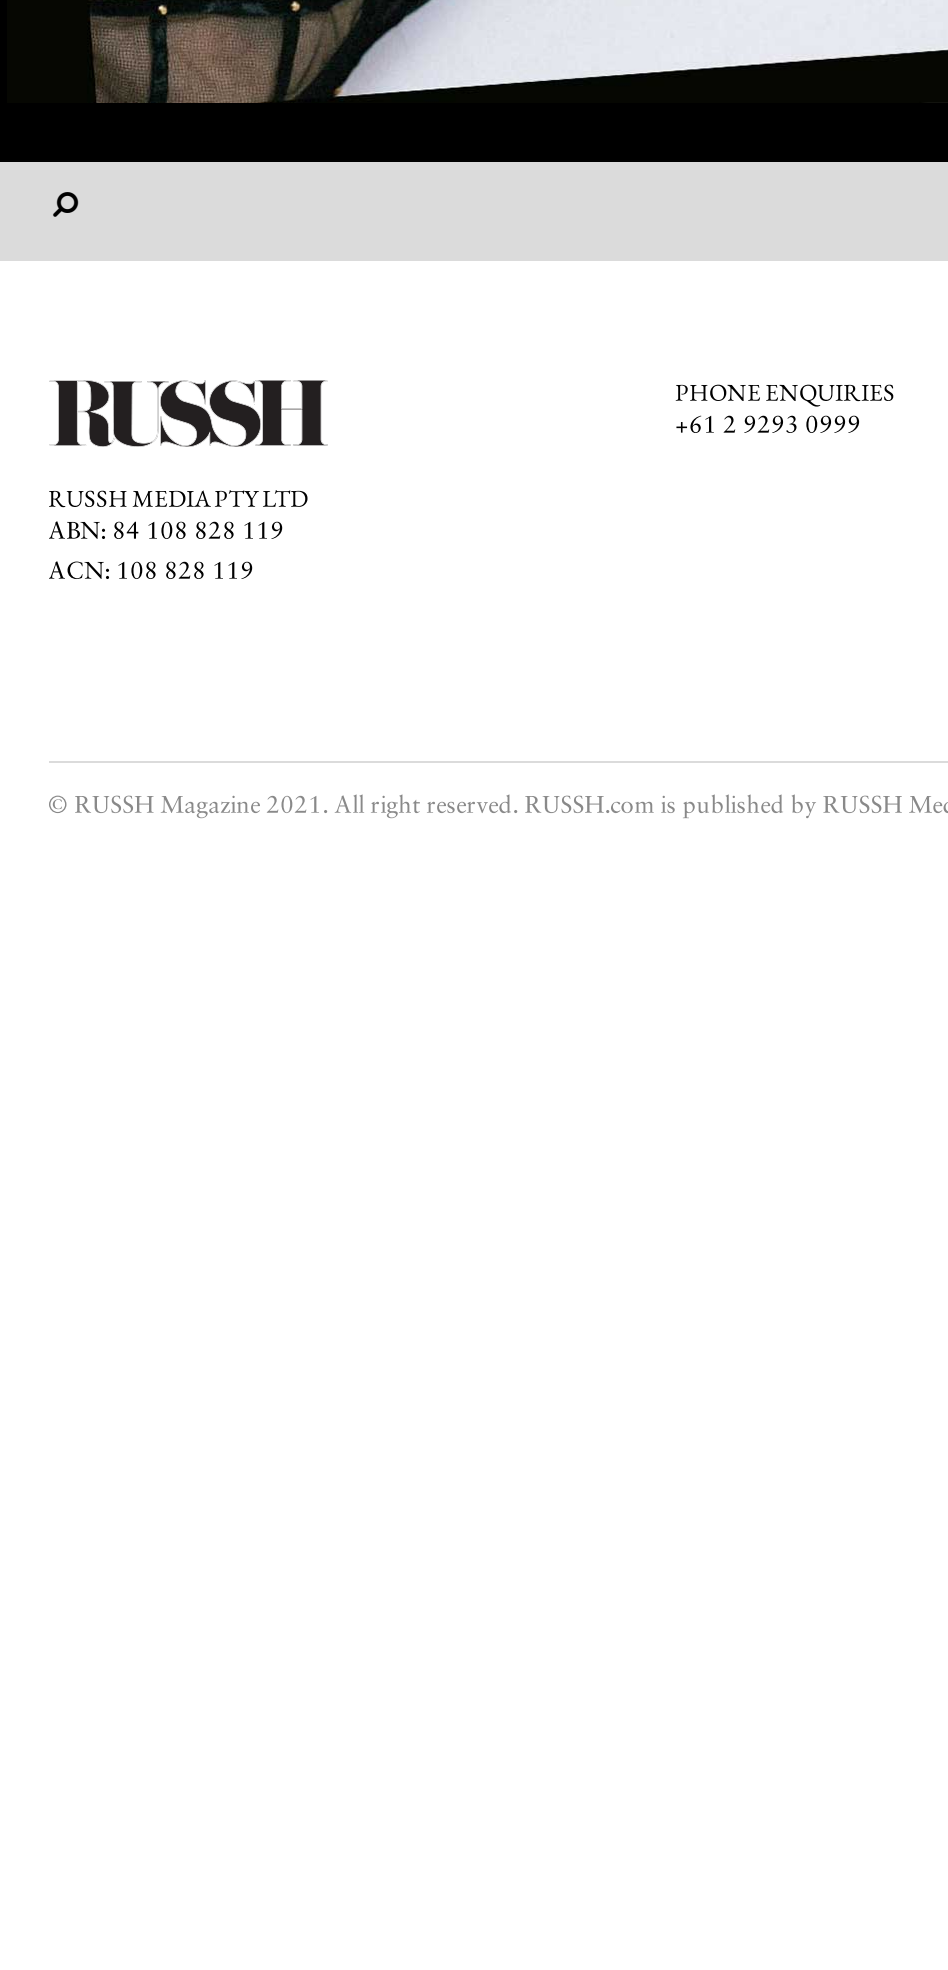 RUSSH
RUSSH MEDIA PTY LTD
ABN: 84 108 828 119
ACN: 108 828 119
PHONE ENQUIRIES
+61 2 9293 0999
© RUSSH Magazine 2021. All right reserved. RUSSH.com is published by RUSSH